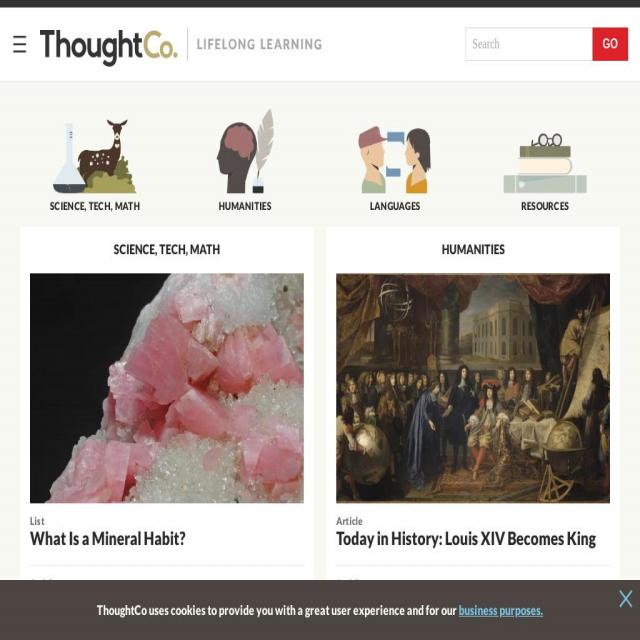 ThoughtCo.
LIFELONG LEARNING
Search
GO
SCIENCE, TECH, MATH
HUMANITIES
LANGUAGES
RESOURCES
SCIENCE, TECH, MATH
List
What Is a Mineral Habit?
HUMANITIES
Article
Today in History: Louis XIV Becomes King
ThoughtCo uses cookies to provide you with a great user experience and for our business purposes.
X